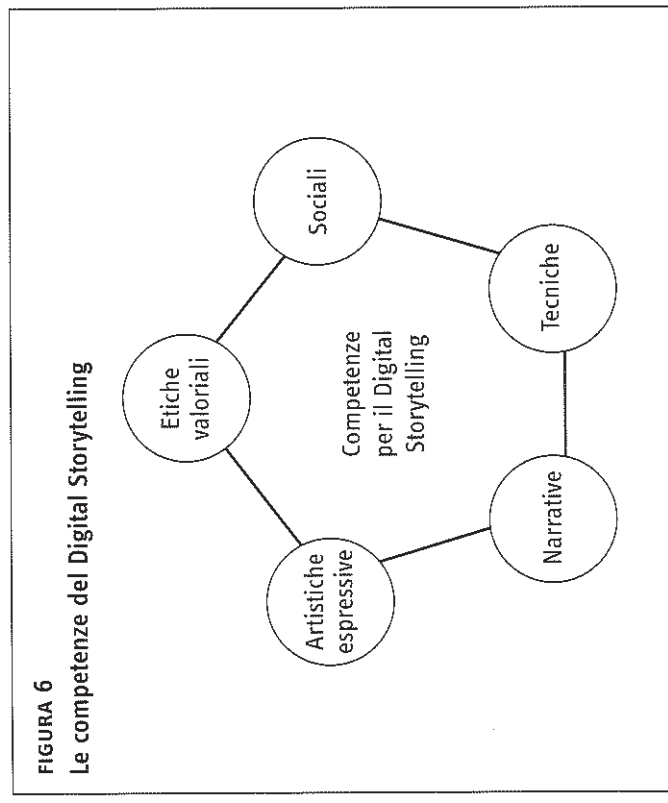 FIGURA 6
Le competenze del Digital Storytelling
Etiche
valoriali
Sociali
Artistiche
espressive
Competenze
per il Digital
Storytelling
Narrative
Tecniche